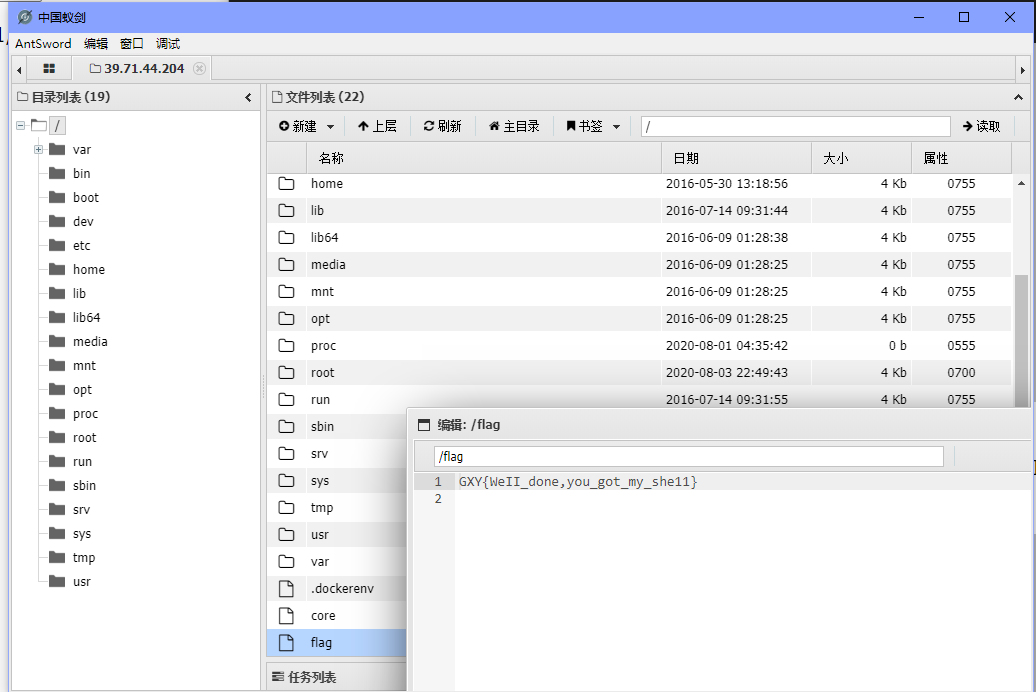 中国蚁剑
AntSword 编辑 窗口 调试
39.71.44.204
目录列表 (19)
/
var
bin
boot
dev
etc
home
lib
lib64
media
mnt
opt
proc
root
run
sbin
srv
sys
tmp
usr
文件列表 (22)
新建 上层 刷新 主目录 书签 / 读取
名称 日期 大小 属性
home 2016-05-30 13:18:56 4 Kb 0755
lib 2016-07-14 09:31:44 4 Kb 0755
lib64 2016-06-09 01:28:38 4 Kb 0755
media 2016-06-09 01:28:25 4 Kb 0755
mnt 2016-06-09 01:28:25 4 Kb 0755
opt 2016-06-09 01:28:25 4 Kb 0755
proc 2020-08-01 04:35:42 0 b 0555
root 2020-08-03 22:49:43 4 Kb 0700
run 2016-07-14 09:31:55 4 Kb 0755
sbin
srv
sys
tmp
usr
var
.dockerenv
core
flag
任务列表
编辑: /flag
/flag
1 GXY{WeII_done,you_got_my_she11}
2